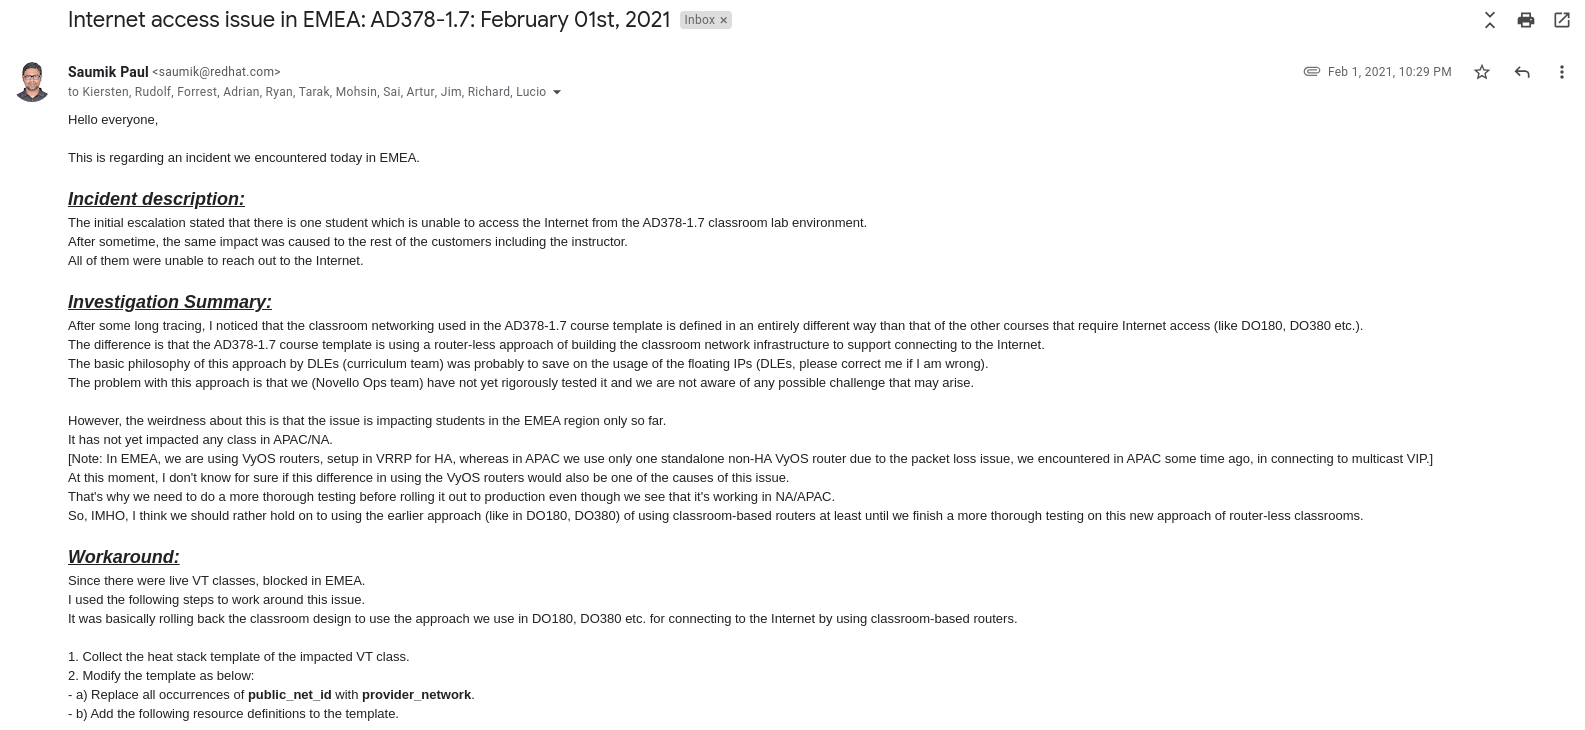 Internet access issue in EMEA: AD378-1.7: February 01st, 2021 Inbox ×
Saumik Paul <saumik@redhat.com> Feb 1, 2021, 10:29 PM
to Kiersten, Rudolf, Forrest, Adrian, Ryan, Tarak, Mohsin, Sai, Artur, Jim, Richard, Lucio
Hello everyone,
This is regarding an incident we encountered today in EMEA.
Incident description:
The initial escalation stated that there is one student which is unable to access the Internet from the AD378-1.7 classroom lab environment.
After sometime, the same impact was caused to the rest of the customers including the instructor.
All of them were unable to reach out to the Internet.
Investigation Summary:
After some long tracing, I noticed that the classroom networking used in the AD378-1.7 course template is defined in an entirely different way than that of the other courses that require Internet access (like DO180, DO380 etc.).
The difference is that the AD378-1.7 course template is using a router-less approach of building the classroom network infrastructure to support connecting to the Internet.
The basic philosophy of this approach by DLEs (curriculum team) was probably to save on the usage of the floating IPs (DLEs, please correct me if I am wrong).
The problem with this approach is that we (Novello Ops team) have not yet rigorously tested it and we are not aware of any possible challenge that may arise.
However, the weirdness about this is that the issue is impacting students in the EMEA region only so far.
It has not yet impacted any class in APAC/NA.
[Note: In EMEA, we are using VyOS routers, setup in VRRP for HA, whereas in APAC we use only one standalone non-HA VyOS router due to the packet loss issue, we encountered in APAC some time ago, in connecting to multicast VIP.]
At this moment, I don't know for sure if this difference in using the VyOS routers would also be one of the causes of this issue.
That's why we need to do a more thorough testing before rolling it out to production even though we see that it's working in NA/APAC.
So, IMHO, I think we should rather hold on to using the earlier approach (like in DO180, DO380) of using classroom-based routers at least until we finish a more thorough testing on this new approach of router-less classrooms.
Workaround:
Since there were live VT classes, blocked in EMEA.
I used the following steps to work around this issue.
It was basically rolling back the classroom design to use the approach we use in DO180, DO380 etc. for connecting to the Internet by using classroom-based routers.
1. Collect the heat stack template of the impacted VT class.
2. Modify the template as below:
- a) Replace all occurrences of public_net_id with provider_network.
- b) Add the following resource definitions to the template.